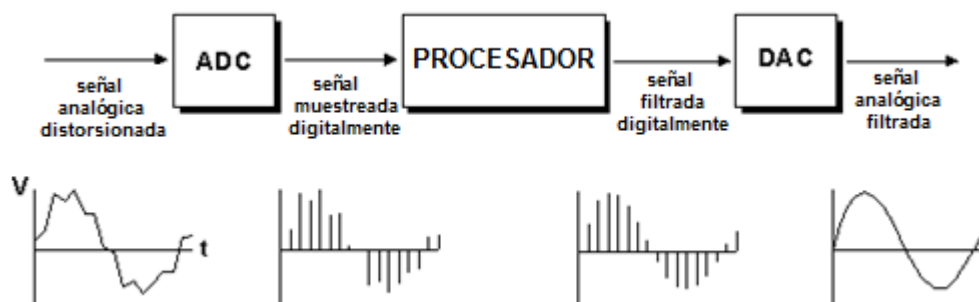 ADC
PROCESADOR
DAC
señal
analógica
distorsionada
señal
muestreada
digitalmente
señal
filtrada
digitalmente
señal
analógica
filtrada
V
t